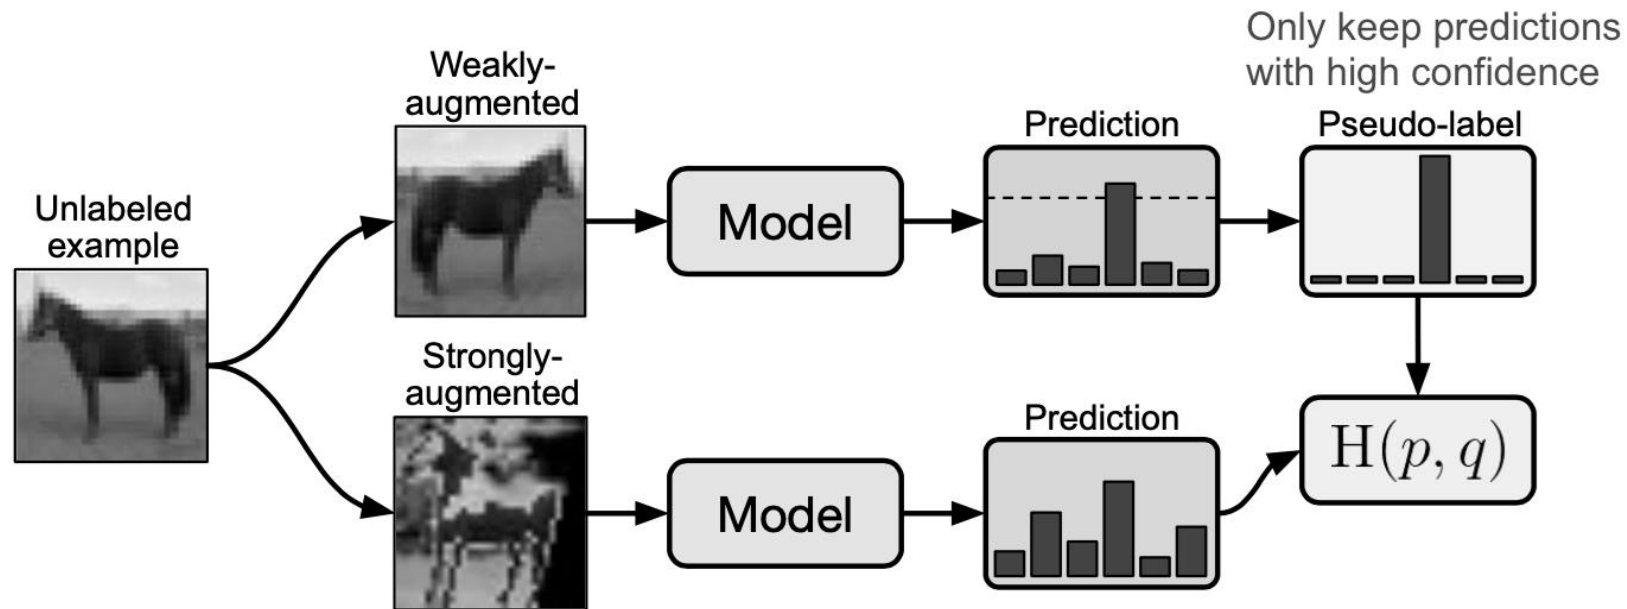 Only keep predictions
with high confidence
Weakly-
augmented
Prediction
Pseudo-label
Model
Unlabeled
example
Strongly-
augmented
Prediction
Model
H(p, q)